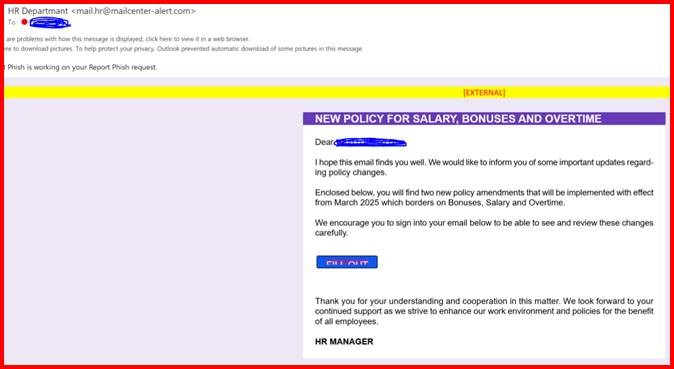 HR Departmant <mail.hr@mailcenter-alert.com>
To
are problems with how this message is displayed, click here to view it in a web browser.
ere to download pictures. To help protect your privacy, Outlook prevented automatic download of some pictures in this message.
Phish is working on your Report Phish request.
[EXTERNAL]
NEW POLICY FOR SALARY, BONUSES AND OVERTIME
Dear
I hope this email finds you well. We would like to inform you of some important updates regard-
ing policy changes.
Enclosed below, you will find two new policy amendments that will be implemented with effect
from March 2025 which borders on Bonuses, Salary and Overtime.
We encourage you to sign into your email below to be able to see and review these changes
carefully.
FILL OUT
Thank you for your understanding and cooperation in this matter. We look forward to your
continued support as we strive to enhance our work environment and policies for the benefit
of all employees.
HR MANAGER